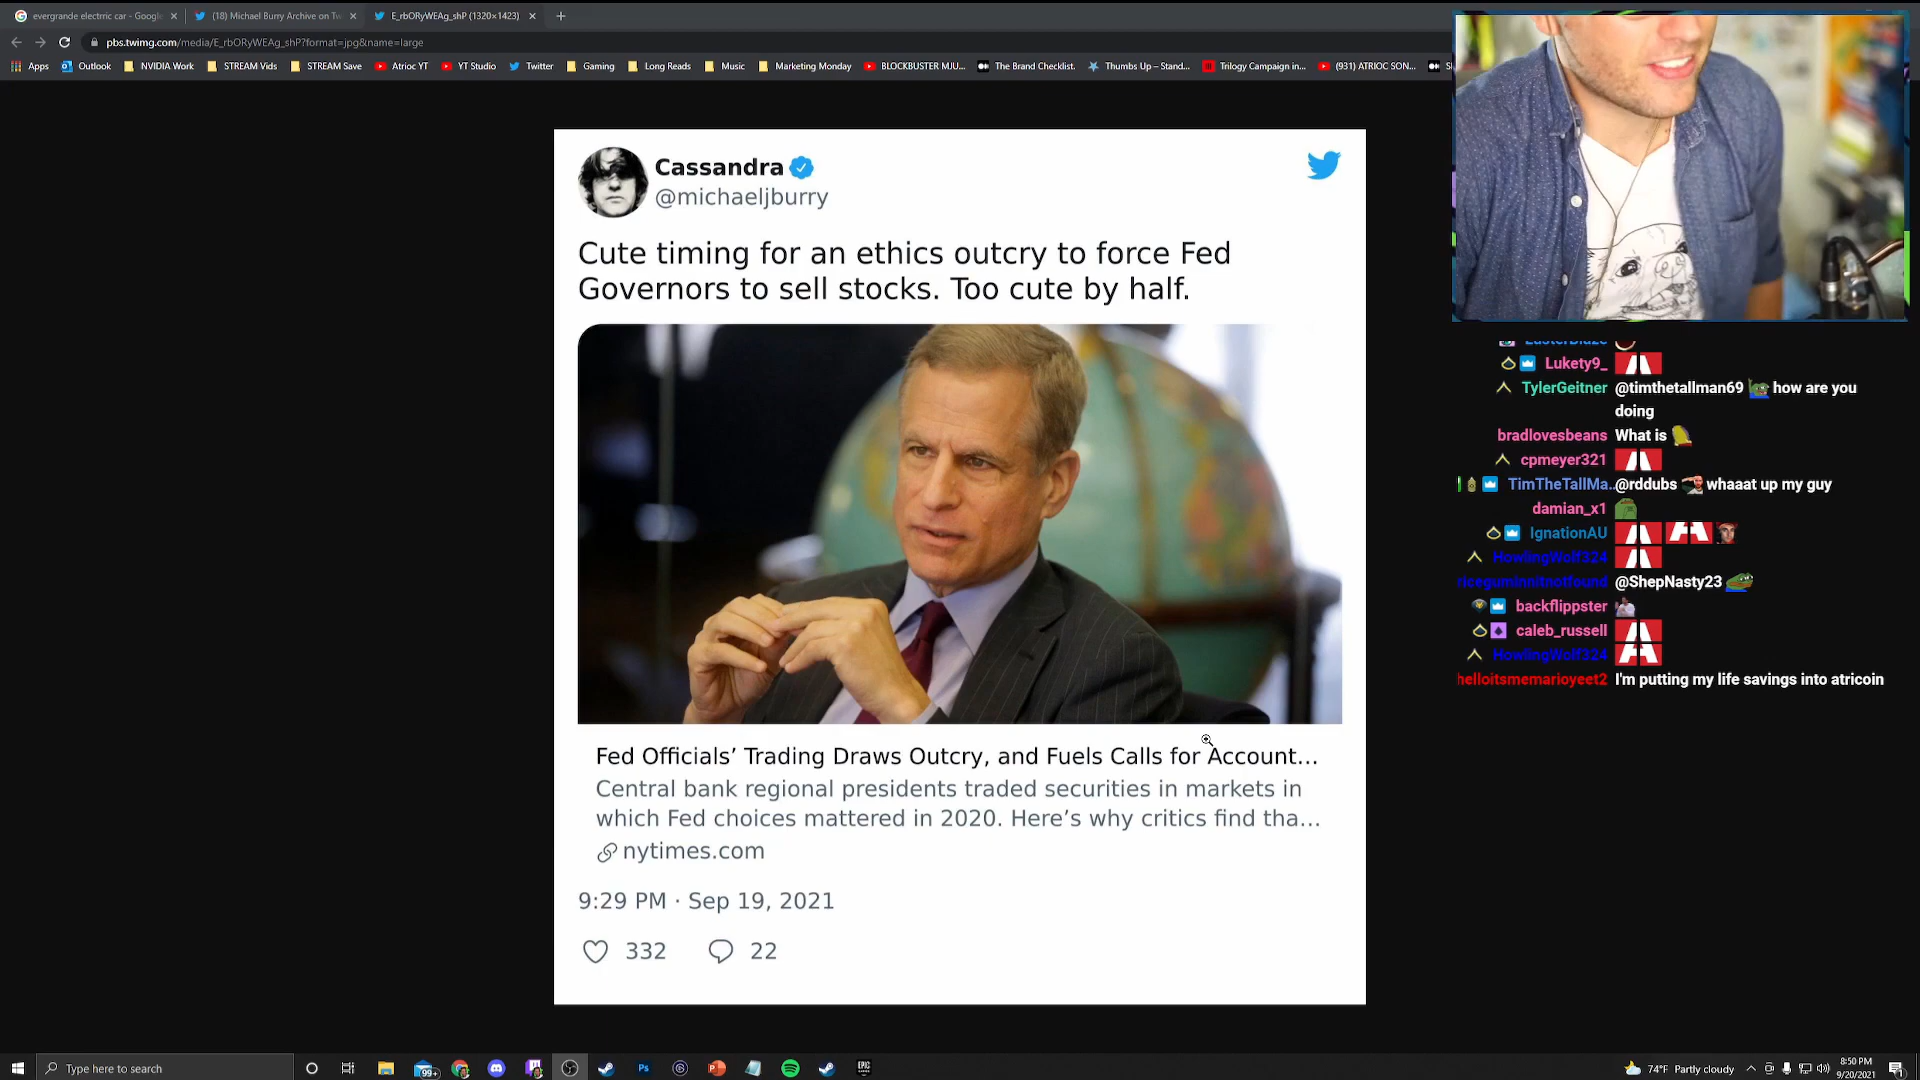 evergrande electrric car - Google
(18) Michael Burry Archive on Tw
E_rbORyWEAg_shP (1320×1423)
pbs.twimg.com/media/E_rbORyWEAg_shP?format=jpg&name=large
Apps
Outlook
NVIDIA Work
STREAM Vids
STREAM Save
Atrioc YT
YT Studio
Twitter
Gaming
Long Reads
Music
Marketing Monday
BLOCKBUSTER MJU...
The Brand Checklist.
Thumbs Up – Stand...
Trilogy Campaign in...
(931) ATRIOC SON...
Cassandra
@michaeljburry
Cute timing for an ethics outcry to force Fed
Governors to sell stocks. Too cute by half.
Fed Officials’ Trading Draws Outcry, and Fuels Calls for Account...
Central bank regional presidents traded securities in markets in
which Fed choices mattered in 2020. Here’s why critics find tha...
nytimes.com
9:29 PM · Sep 19, 2021
332
22
Lukety9_
TylerGeitner @timthetallman69 how are you
doing
bradlovesbeans What is
cpmeyer321
TimTheTallMa.. @rddubs whaaat up my guy
damian_x1
IgnationAU
HowlingWolf324
riceguminnitnotfound @ShepNasty23
backflippster
caleb_russell
HowlingWolf324
helloitsmemarioyeet2 I'm putting my life savings into atricoin
Type here to search
99+
Ps
EPIC
74°F Partly cloudy
8:50 PM
9/20/2021
1